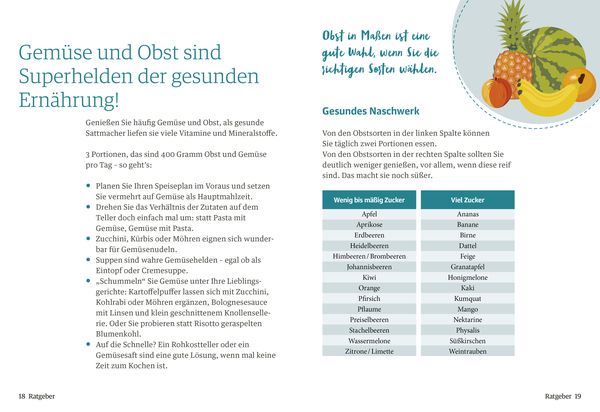 Gemüse und Obst sind
Superhelden der gesunden
Ernährung!
Genießen Sie häufig Gemüse und Obst, als gesunde
Sattmacher liefern sie viele Vitamine und Mineralstoffe.
3 Portionen, das sind 400 Gramm Obst und Gemüse
pro Tag – so geht's:
• Planen Sie Ihren Speiseplan im Voraus und setzen
Sie vermehrt auf Gemüse als Hauptmahlzeit.
• Drehen Sie das Verhältnis der Zutaten auf dem
Teller doch einfach mal um: statt Pasta mit
Gemüse, Gemüse mit Pasta.
• Zucchini, Kürbis oder Möhren eignen sich wunder-
bar für Gemüsenudeln.
• Suppen sind wahre Gemüsehelden – egal ob als
Eintopf oder Cremesuppe.
• „Schummeln“ Sie Gemüse unter Ihre Lieblings-
gerichte: Kartoffelpuffer lassen sich mit Zucchini,
Kohlrabi oder Möhren ergänzen, Bolognesesauce
mit Linsen und klein geschnittenem Knollenselle-
rie. Oder Sie probieren statt Risotto geraspelten
Blumenkohl.
• Auf die Schnelle? Ein Rohkostteller oder ein
Gemüsesaft sind eine gute Lösung, wenn mal keine
Zeit zum Kochen ist.
18 Ratgeber
Obst in Maßen ist eine
gute Wahl, wenn Sie die
richtigen Sorten wählen.
Gesundes Naschwerk
Von den Obstsorten in der linken Spalte können
Sie täglich zwei Portionen essen.
Von den Obstsorten in der rechten Spalte sollten Sie
deutlich weniger genießen, vor allem, wenn diese reif
sind. Das macht sie noch süßer.
Wenig bis mäßig Zucker Viel Zucker
Apfel Ananas
Aprikose Banane
Erdbeeren Birne
Heidelbeeren Dattel
Himbeeren / Brombeeren Feige
Johannisbeeren Granatapfel
Kiwi Honigmelone
Orange Kaki
Pfirsich Kumquat
Pflaume Mango
Preiselbeeren Nektarine
Stachelbeeren Physalis
Wassermelone Süßkirschen
Zitrone / Limette Weintrauben
Ratgeber 19